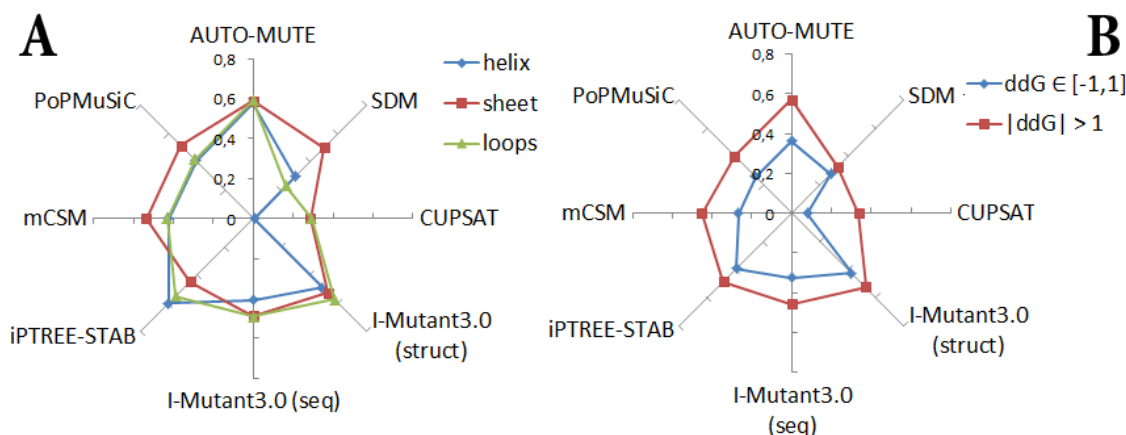 A
AUTO-MUTE
0,8
0,6
0,4
0,2
0
PoPMuSiC
SDM
mCSM
CUPSAT
iPTREE-STAB
I-Mutant3.0
(struct)
I-Mutant3.0 (seq)
helix
sheet
loops
B
AUTO-MUTE
0,8
0,6
0,4
0,2
0
PoPMuSiC
SDM
mCSM
CUPSAT
iPTREE-STAB
I-Mutant3.0
(struct)
I-Mutant3.0
(seq)
ddG ∈ [-1,1]
|ddG| > 1